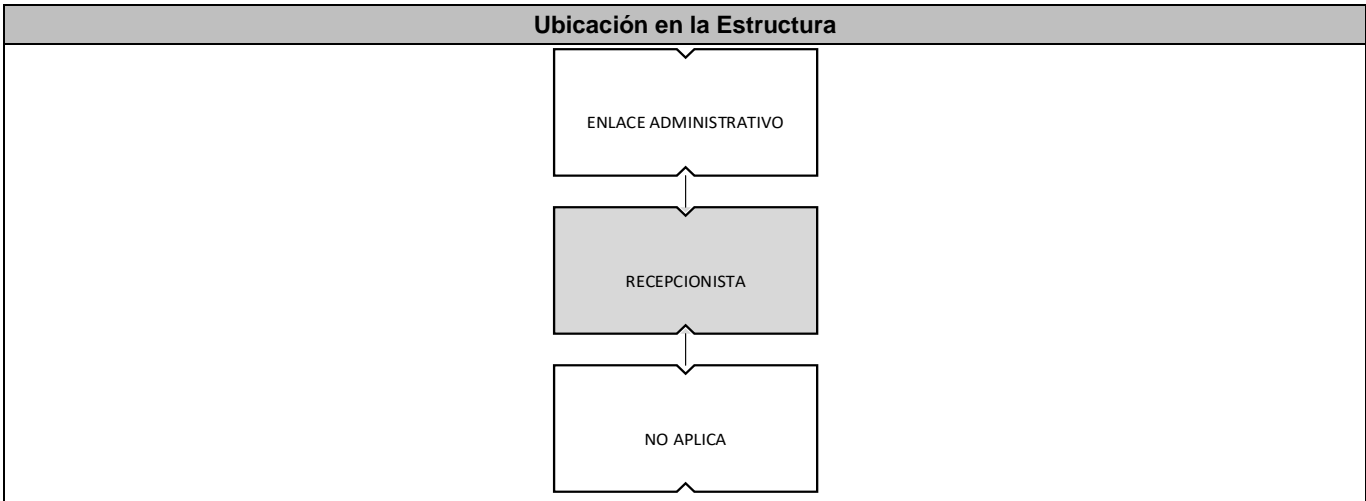 Ubicación en la Estructura
ENLACE ADMINISTRATIVO
RECEPCIONISTA
NO APLICA